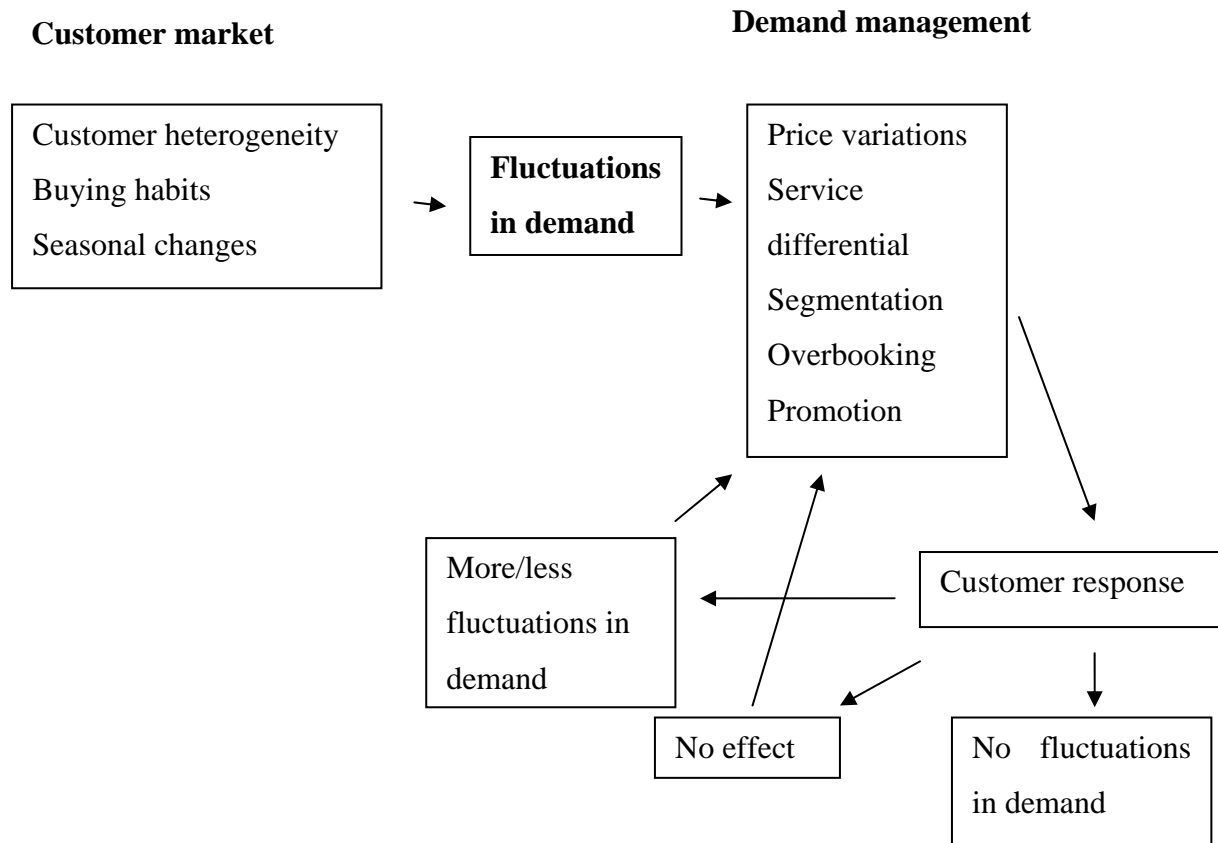 Customer market
Demand management
Customer heterogeneity
Buying habits
Seasonal changes
Fluctuations
in demand
Price variations
Service
differential
Segmentation
Overbooking
Promotion
More/less
fluctuations in
demand
Customer response
No effect
No fluctuations
in demand